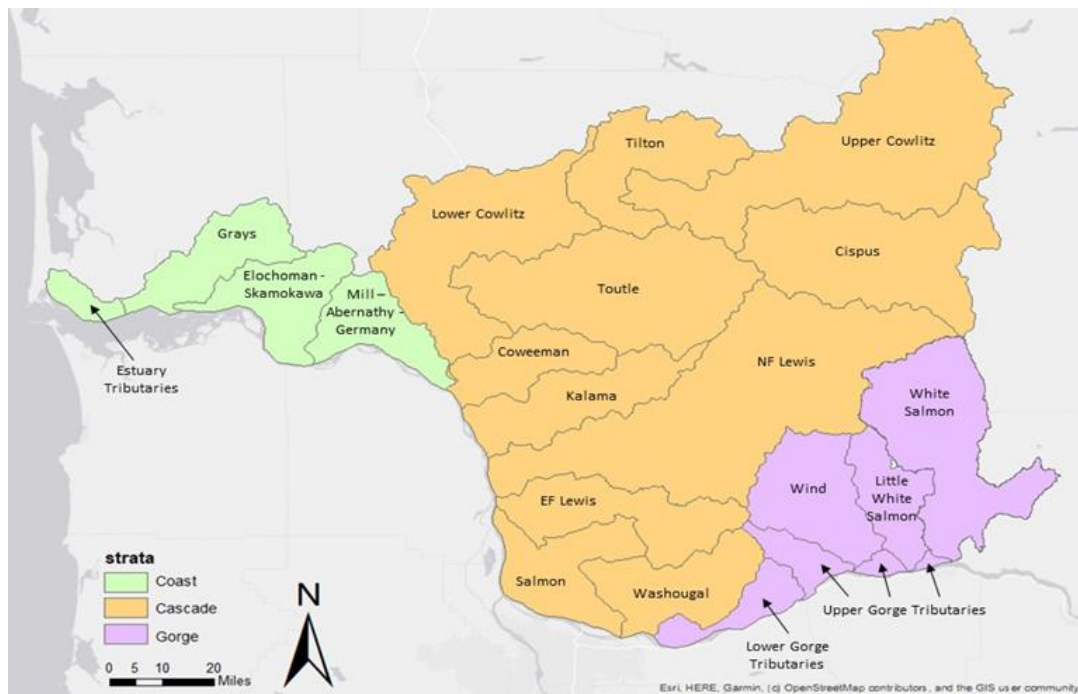 Tilton
Upper Cowlitz
Lower Cowlitz
Grays
Cispus
Elochoman -
Skamokawa
Toutle
Mill –
Abernathy -
Germany
Coweeman
NF Lewis
Estuary
Tributaries
Kalama
White
Salmon
Wind
Little
White
Salmon
EF Lewis
strata
Coast
Cascade
Gorge
N
Salmon
Washougal
Upper Gorge Tributaries
Lower Gorge
Tributaries
0 5 10 20
Miles
Esri, HERE, Garmin, (c) OpenStreetMap contributors, and the GIS user community